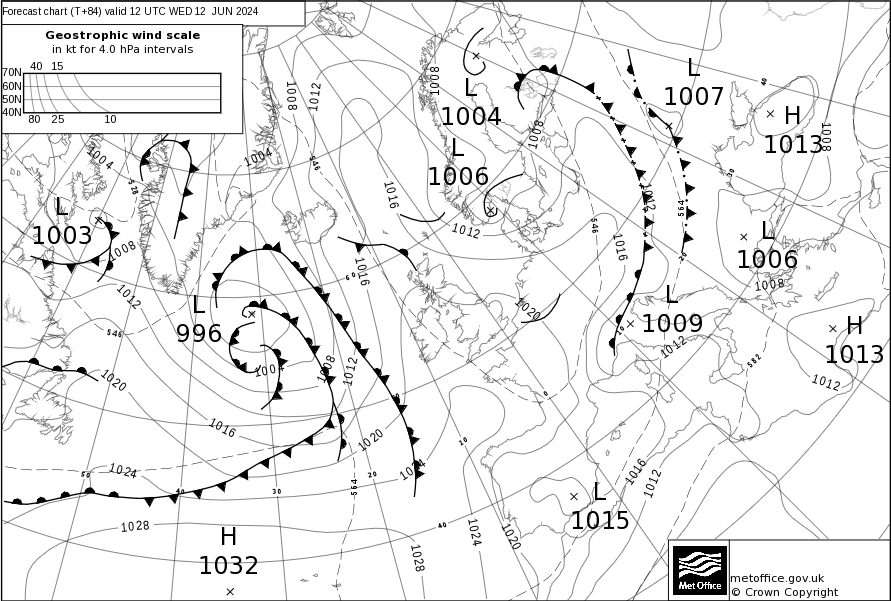 Forecast chart (T+84) valid 12 UTC WED 12 JUN 2024
Geostrophic wind scale
in kt for 4.0 hPa intervals
40 15
70N
60N
50N
40N
80 25 10
L
1004
L
1007
H
1013
L
1006
L
1003
L
996
L
1006
L
1009
H
1013
L
1015
H
1032
1008
1012
1008
1004
1004
1008
1008
1012
1016
1012
1012
1016
1016
1008
1012
1020
1008
1012
1004
1008
1012
1012
1020
1016
1020
1024
1024
1028
1016
1012
1028
1024
1020
546
528
546
546
564
564
582
60
50
40
30
20
10
0
40
40
30
20
10
metoffice.gov.uk
© Crown Copyright
Met Office